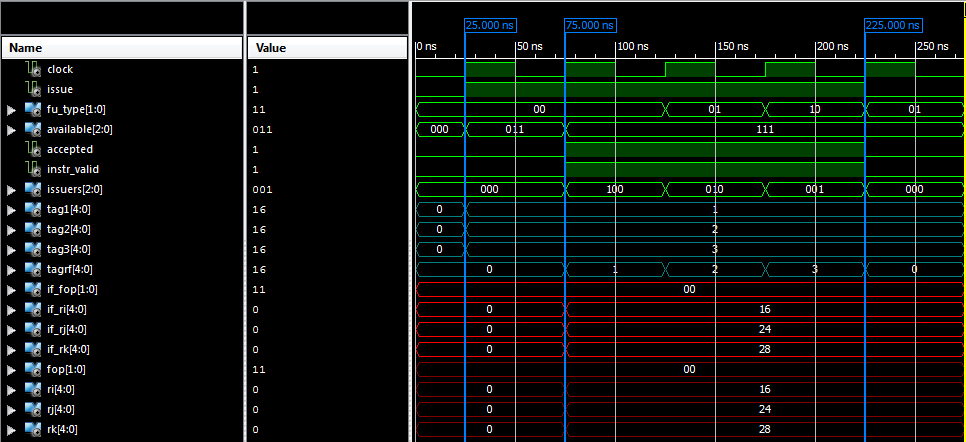 25.000 ns 75.000 ns 225.000 ns
Name Value 0 ns 50 ns 100 ns 150 ns 200 ns 250 ns
clock 1
issue 1
fu_type[1:0] 11 00 01 10 01
available[2:0] 011 000 011 111
accepted 1
instr_valid 1
issuers[2:0] 001 000 100 010 001 000
tag1[4:0] 16 0 1
tag2[4:0] 16 0 2
tag3[4:0] 16 0 3
tagrf[4:0] 16 0 1 2 3 0
if_fop[1:0] 11 00
if_ri[4:0] 0 0 16
if_rj[4:0] 0 0 24
if_rk[4:0] 0 0 28
fop[1:0] 11 00
ri[4:0] 0 0 16
rj[4:0] 0 0 24
rk[4:0] 0 0 28